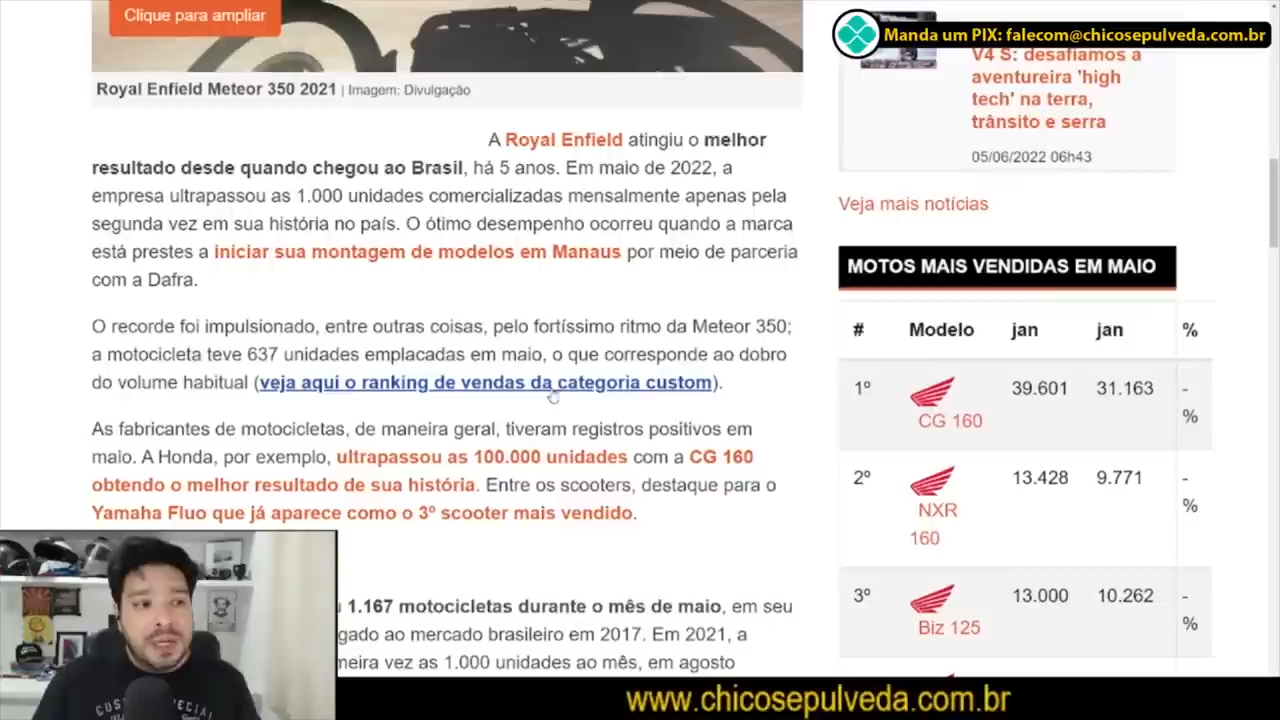 Clique para ampliar
Royal Enfield Meteor 350 2021 | Imagem: Divulgação
A Royal Enfield atingiu o melhor
resultado desde quando chegou ao Brasil, há 5 anos. Em maio de 2022, a
empresa ultrapassou as 1.000 unidades comercializadas mensalmente apenas pela
segunda vez em sua história no país. O ótimo desempenho ocorreu quando a marca
está prestes a iniciar sua montagem de modelos em Manaus por meio de parceria
com a Dafra.
O recorde foi impulsionado, entre outras coisas, pelo fortíssimo ritmo da Meteor 350;
a motocicleta teve 637 unidades emplacadas em maio, o que corresponde ao dobro
do volume habitual (veja aqui o ranking de vendas da categoria custom).
As fabricantes de motocicletas, de maneira geral, tiveram registros positivos em
maio. A Honda, por exemplo, ultrapassou as 100.000 unidades com a CG 160
obtendo o melhor resultado de sua história. Entre os scooters, destaque para o
Yamaha Fluo que já aparece como o 3º scooter mais vendido.
1.167 motocicletas durante o mês de maio, em seu
gado ao mercado brasileiro em 2017. Em 2021, a
meira vez as 1.000 unidades ao mês, em agosto
Manda um PIX: falecom@chicosepulveda.com.br
V4 S: desafiamos a
aventureira 'high
tech' na terra,
trânsito e serra
05/06/2022 06h43
Veja mais notícias
MOTOS MAIS VENDIDAS EM MAIO
# Modelo jan jan %
1º CG 160 39.601 31.163 - %
2º NXR 160 13.428 9.771 - %
3º Biz 125 13.000 10.262 - %
www.chicosepulveda.com.br